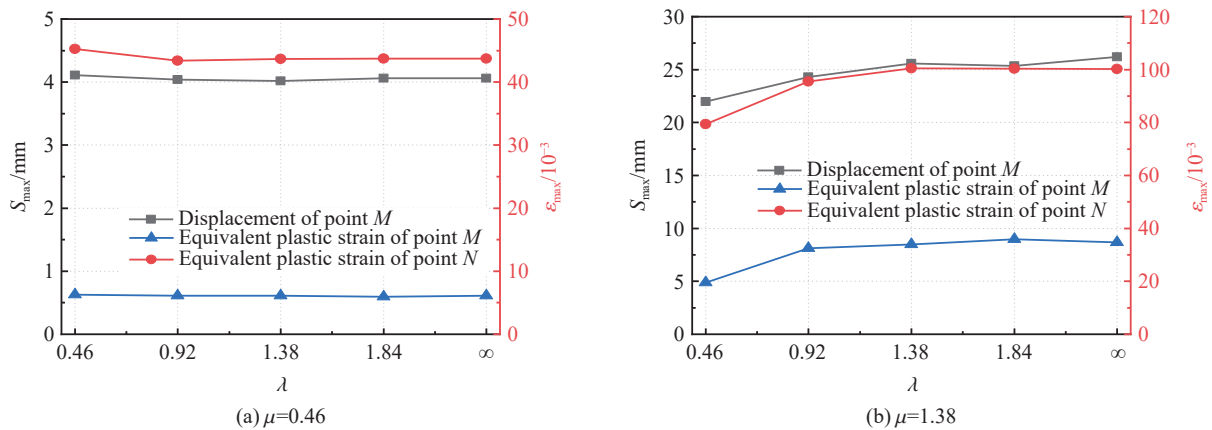 5
4
3
2
1
0
S_max/mm
50
40
30
20
10
0
ε_max/10⁻³
Displacement of point M
Equivalent plastic strain of point M
Equivalent plastic strain of point N
0.46 0.92 1.38 1.84 ∞
λ
(a) μ=0.46
30
25
20
15
10
5
0
S_max/mm
120
100
80
60
40
20
0
ε_max/10⁻³
Displacement of point M
Equivalent plastic strain of point M
Equivalent plastic strain of point N
0.46 0.92 1.38 1.84 ∞
λ
(b) μ=1.38